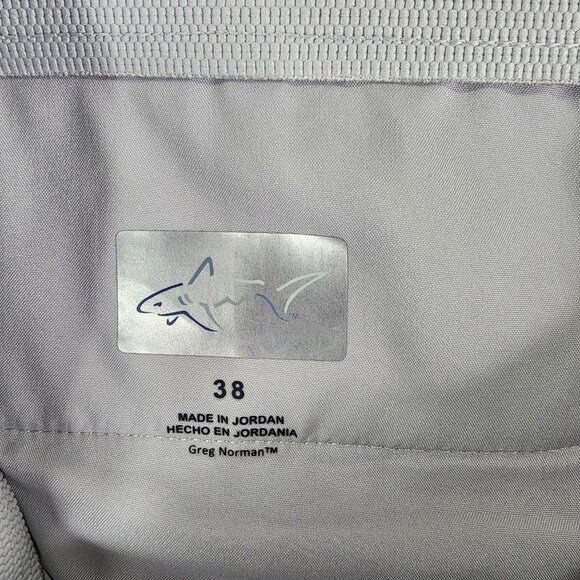 38
MADE IN JORDAN
HECHO EN JORDANIA
Greg Norman™